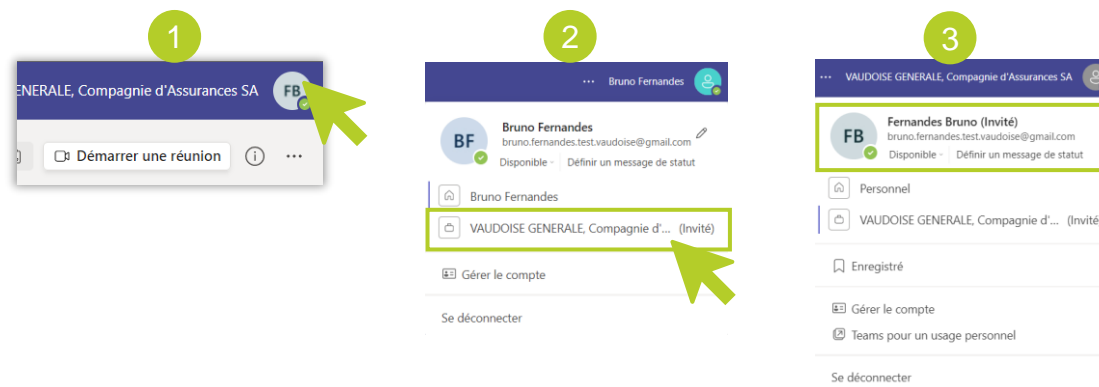 1
ENERALE, Compagnie d'Assurances SA FB
Démarrer une réunion
2
Bruno Fernandes
BF
Bruno Fernandes
bruno.fernandes.test.vaudoise@gmail.com
Disponible Définir un message de statut
Bruno Fernandes
VAUDOISE GENERALE, Compagnie d'... (Invité)
Gérer le compte
Se déconnecter
3
... VAUDOISE GENERALE, Compagnie d'Assurances SA
FB
Fernandes Bruno (Invité)
bruno.fernandes.test.vaudoise@gmail.com
Disponible Définir un message de statut
Personnel
VAUDOISE GENERALE, Compagnie d'... (Invité
Enregistré
Gérer le compte
Teams pour un usage personnel
Se déconnecter